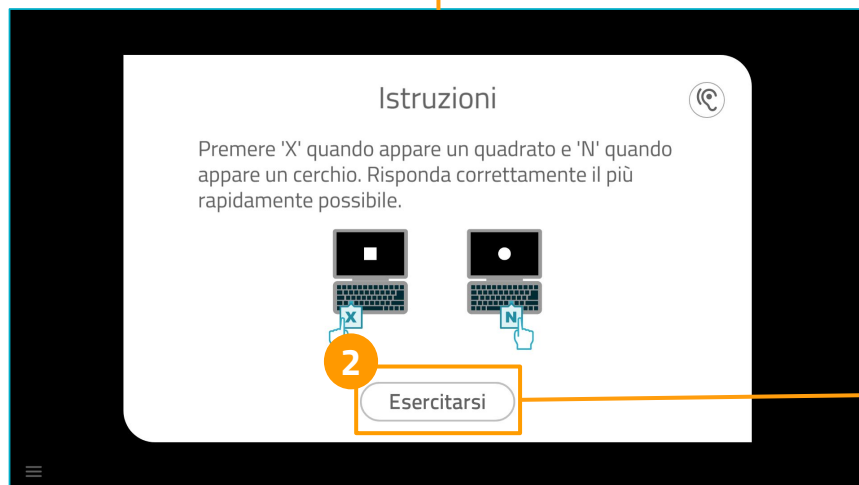 Istruzioni
Premere 'X' quando appare un quadrato e 'N' quando
appare un cerchio. Risponda correttamente il più
rapidamente possibile.
X
N
2
Esercitarsi